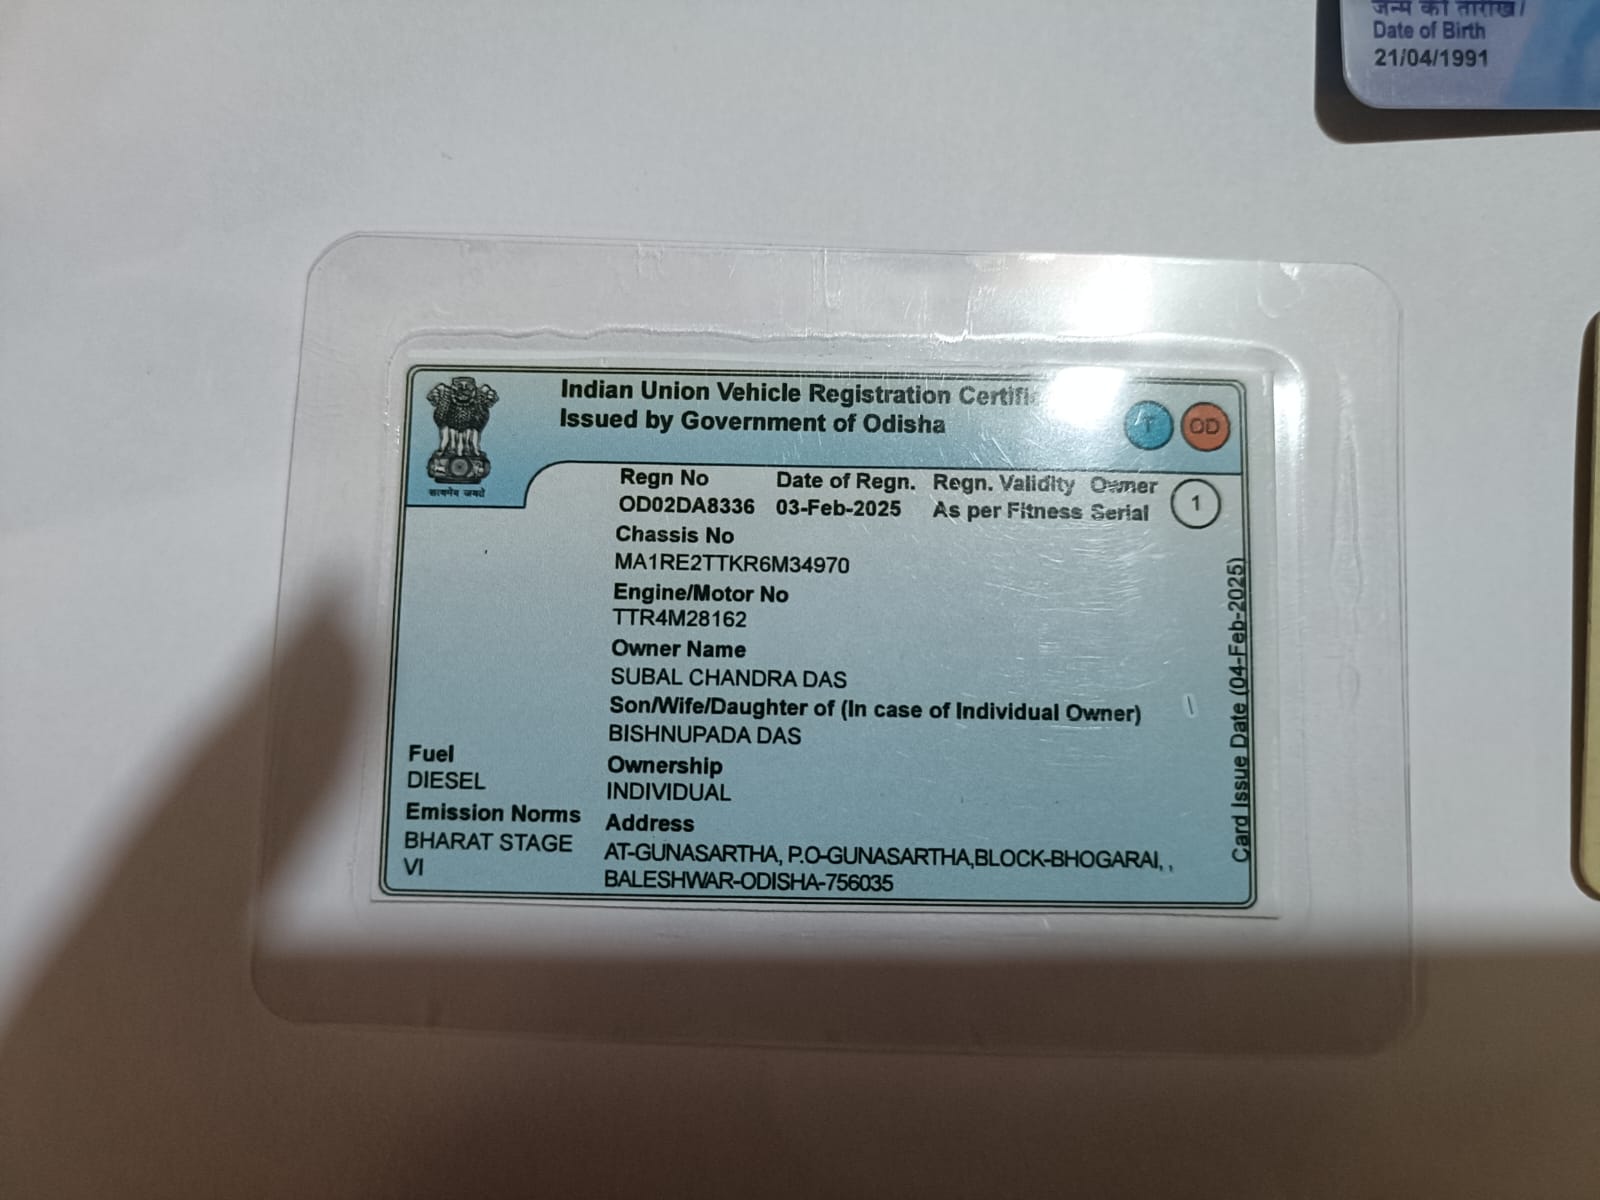 जन्म की तारीख /
Date of Birth
21/04/1991
Indian Union Vehicle Registration
Issued by Government of Odisha
T OD
सत्यमेव जयते
Regn No Date of Regn. Regn. Validity Owner
OD02DA8336 03-Feb-2025 As per Fitness Serial 1
Chassis No
MA1RE2TTKR6M34970
Engine/Motor No
TTR4M28162
Owner Name
SUBAL CHANDRA DAS
Son/Wife/Daughter of (In case of Individual Owner)
BISHNUPADA DAS
Fuel
DIESEL
Emission Norms
BHARAT STAGE
VI
Ownership
INDIVIDUAL
Address
AT-GUNASARTHA, P.O-GUNASARTHA,BLOCK-BHOGARAI, ,
BALESHWAR-ODISHA-756035
Card Issue Date (04-Feb-2025)